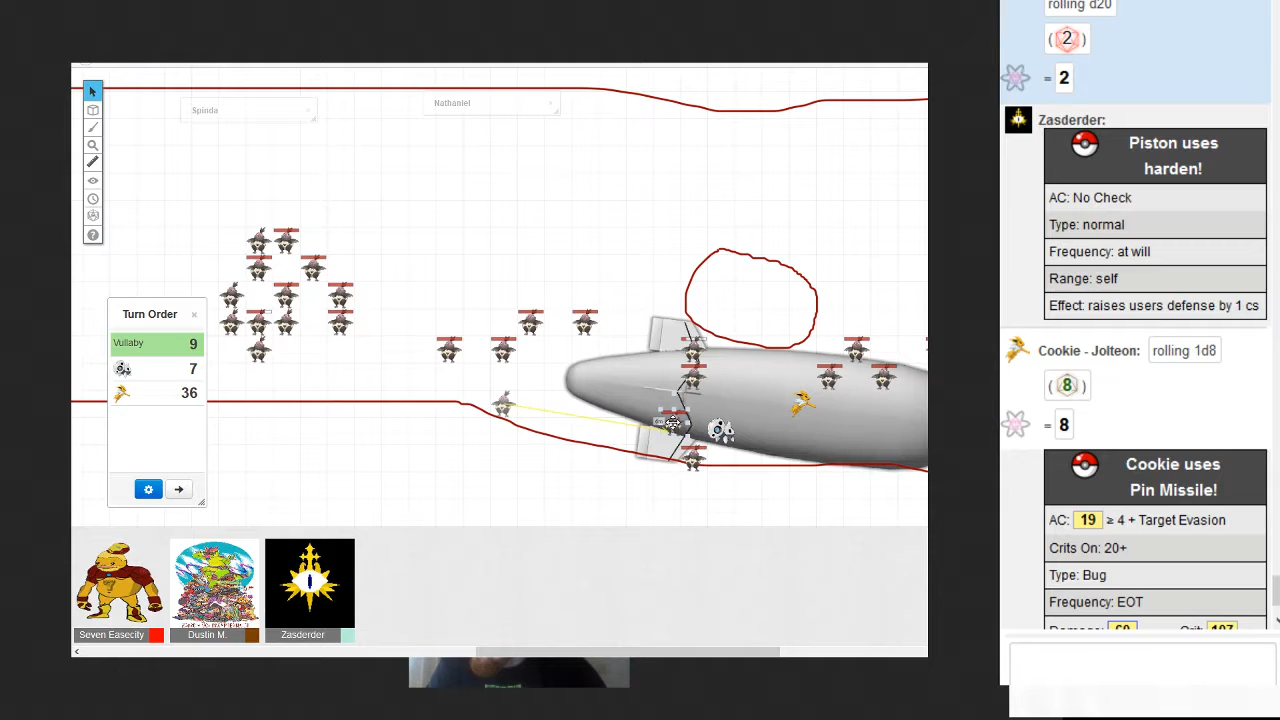 Spinda
Nathaniel
Turn Order
Vullaby 9
7
36
Seven Easecity
Dustin M.
Zasderder
rolling d20
(2)
= 2
Zasderder:
Piston uses
harden!
AC: No Check
Type: normal
Frequency: at will
Range: self
Effect: raises users defense by 1 cs
Cookie - Jolteon: rolling 1d8
(8)
= 8
Cookie uses
Pin Missile!
AC: 19 ≥ 4 + Target Evasion
Crits On: 20+
Type: Bug
Frequency: EOT